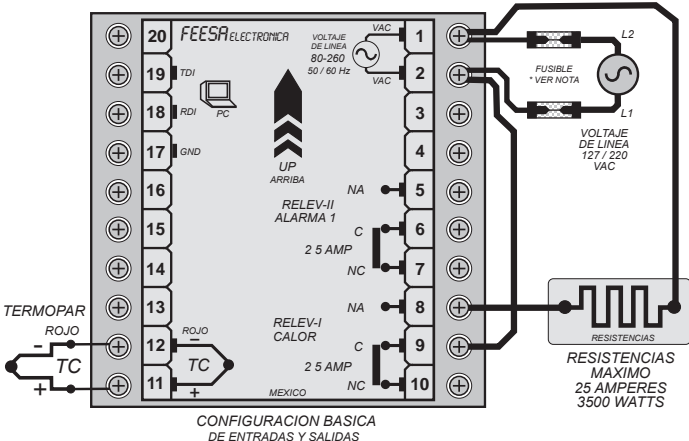 20 FEESA ELECTRONICA
VOLTAJE
DE LINEA
80-260
50 / 60 Hz
VAC
VAC
1
2
L2
FUSIBLE
* VER NOTA
L1
VOLTAJE
DE LINEA
127 / 220
VAC
19 TDI
18 RDI
PC
17 GND
UP
ARRIBA
3
4
16
15
14
13
RELEV-II
ALARMA 1
NA 5
C 6
2 5 AMP
NC 7
NA 8
RELEV-I
CALOR
C 9
2 5 AMP
NC 10
TERMOPAR
ROJO
-
TC
+
12 ROJO
-
TC
11
+
MEXICO
RESISTENCIAS
RESISTENCIAS
MAXIMO
25 AMPERES
3500 WATTS
CONFIGURACION BASICA
DE ENTRADAS Y SALIDAS